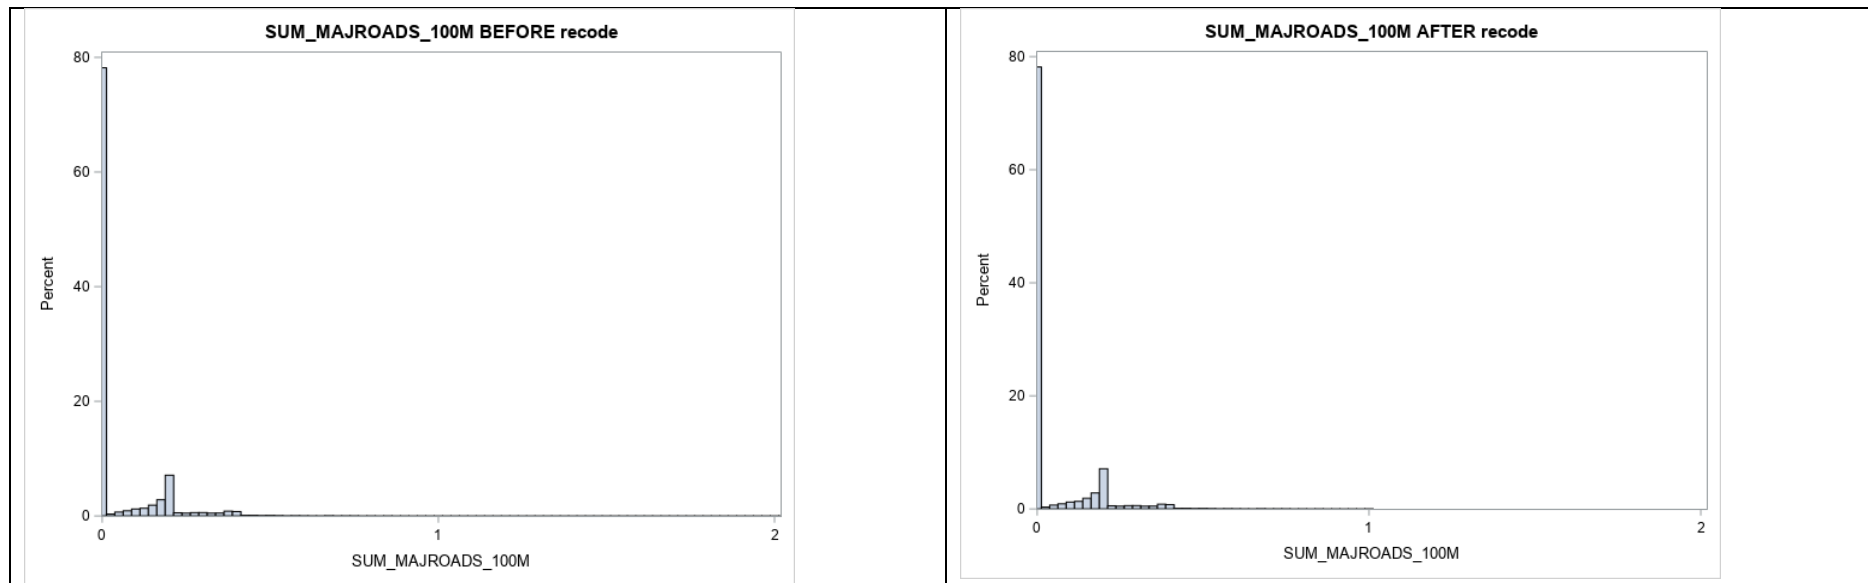 SUM_MAJROADS_100M BEFORE recode
80
60
40
20
0
Percent
0 1 2
SUM_MAJROADS_100M
SUM_MAJROADS_100M AFTER recode
80
60
40
20
0
Percent
0 1 2
SUM_MAJROADS_100M